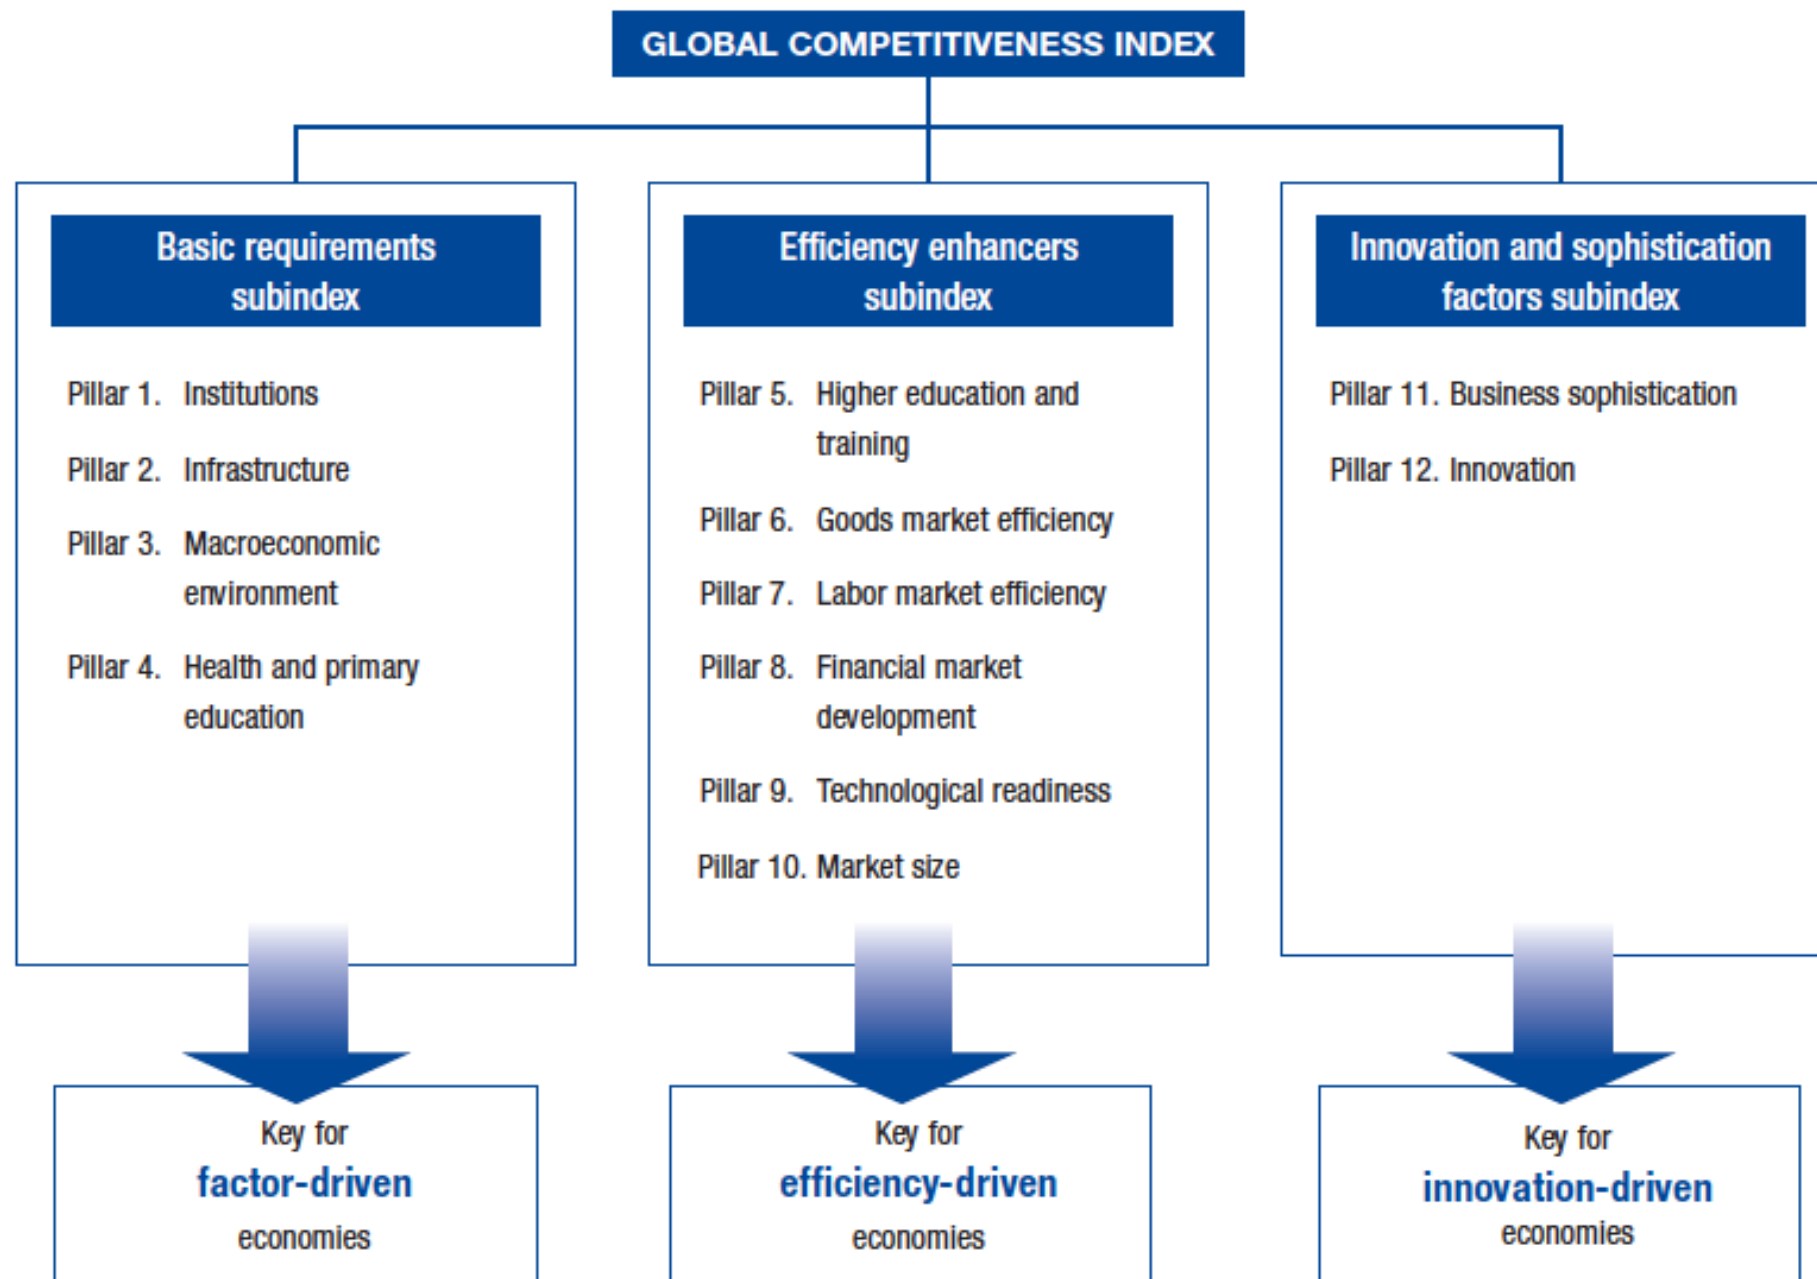 GLOBAL COMPETITIVENESS INDEX
Basic requirements
subindex
Pillar 1. Institutions
Pillar 2. Infrastructure
Pillar 3. Macroeconomic
environment
Pillar 4. Health and primary
education
Key for
factor-driven
economies
Efficiency enhancers
subindex
Pillar 5. Higher education and
training
Pillar 6. Goods market efficiency
Pillar 7. Labor market efficiency
Pillar 8. Financial market
development
Pillar 9. Technological readiness
Pillar 10. Market size
Key for
efficiency-driven
economies
Innovation and sophistication
factors subindex
Pillar 11. Business sophistication
Pillar 12. Innovation
Key for
innovation-driven
economies